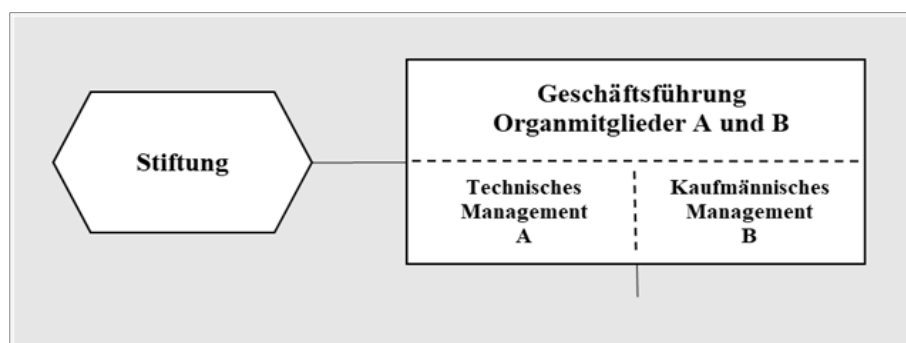 Stiftung
Geschäftsführung
Organmitglieder A und B
Technisches
Management
A
Kaufmännisches
Management
B